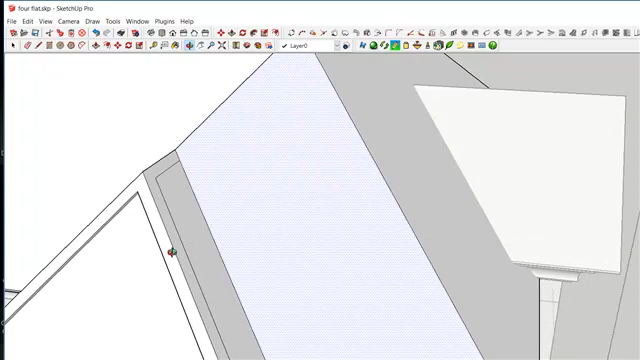 four flat.skp - SketchUp Pro
File Edit View Camera Draw Tools Window Plugins Help
Layer0